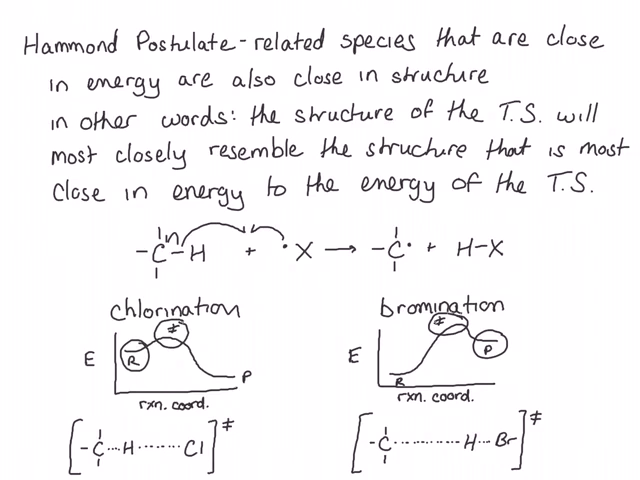 Hammond Postulate - related species that are close
in energy are also close in structure
in other words: the structure of the T.S. will
most closely resemble the structure that is most
close in energy to the energy of the T.S.
-C-H + ·X → -C· + H-X
chlorination bromination
E R ‡ P E R ‡ P
rxn. coord. rxn. coord.
[-C···H·······Cl]‡ [-C············H···Br]‡